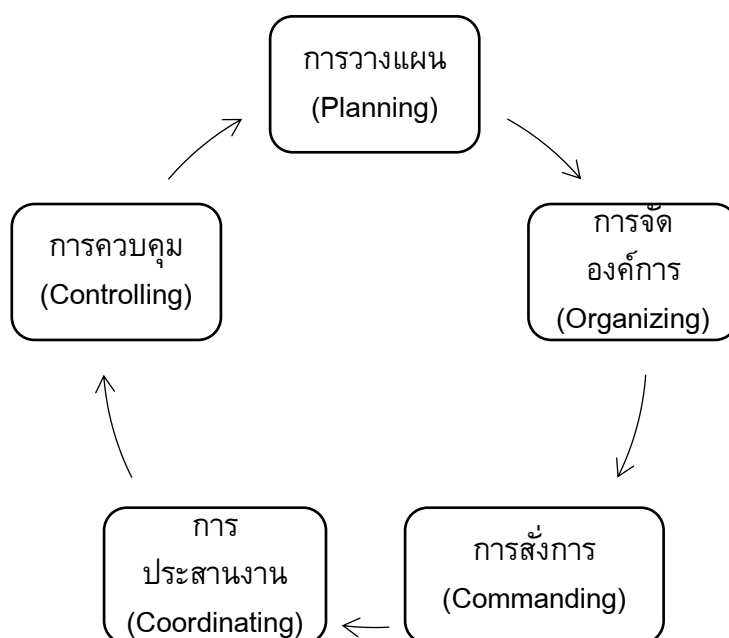 การวางแผน
(Planning)
การจัด
องค์การ
(Organizing)
การสั่งการ
(Commanding)
การ
ประสานงาน
(Coordinating)
การควบคุม
(Controlling)